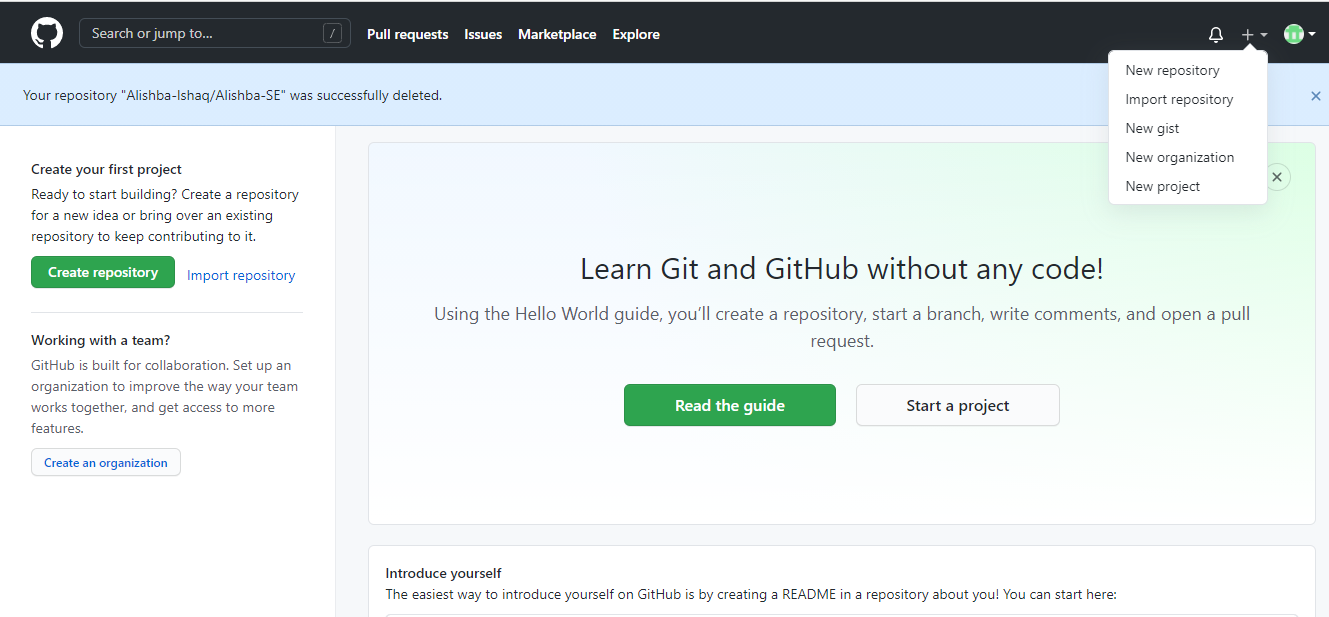 Search or jump to...
/
Pull requests
Issues
Marketplace
Explore
New repository
Import repository
New gist
New organization
New project
Your repository "Alishba-Ishaq/Alishba-SE" was successfully deleted.
Create your first project
Ready to start building? Create a repository
for a new idea or bring over an existing
repository to keep contributing to it.
Create repository
Import repository
Working with a team?
GitHub is built for collaboration. Set up an
organization to improve the way your team
works together, and get access to more
features.
Create an organization
Learn Git and GitHub without any code!
Using the Hello World guide, you’ll create a repository, start a branch, write comments, and open a pull
request.
Read the guide
Start a project
Introduce yourself
The easiest way to introduce yourself on GitHub is by creating a README in a repository about you! You can start here: